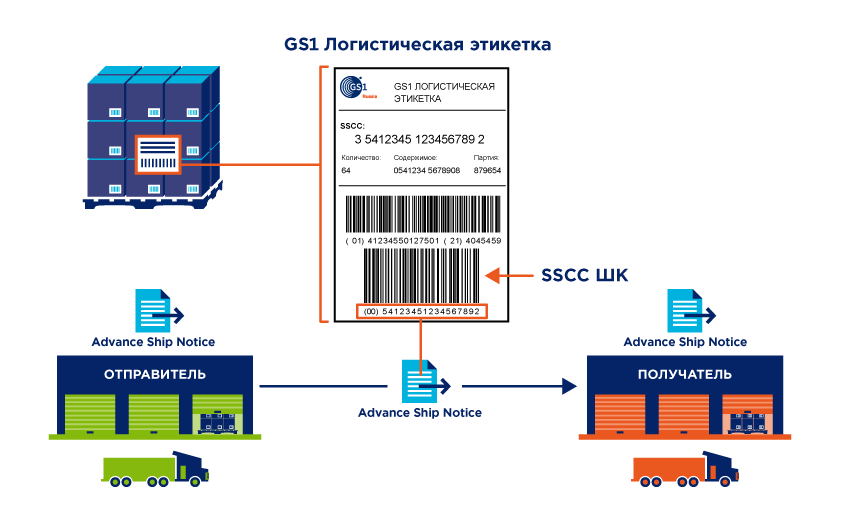 GS1 Логистическая этикетка
GS1
Russia
GS1 ЛОГИСТИЧЕСКАЯ
ЭТИКЕТКА
SSCC:
3 5412345 123456789 2
Количество: Содержимое: Партия:
64 0541234 5678908 879654
( 01) 41234550127501 ( 21) 4045459
SSCC ШК
(00) 54123451234567892
Advance Ship Notice
Advance Ship Notice
ОТПРАВИТЕЛЬ
ПОЛУЧАТЕЛЬ
Advance Ship Notice